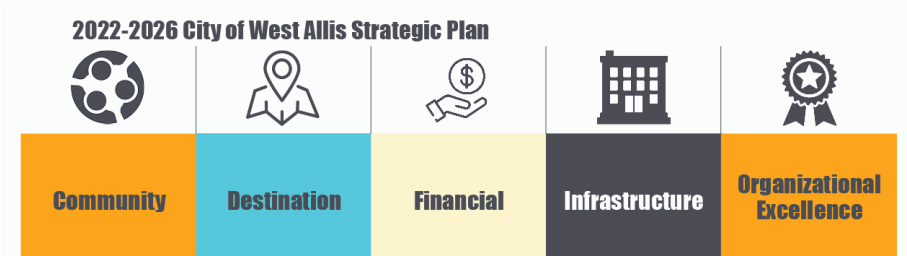 2022-2026 City of West Allis Strategic Plan
$
Community
Destination
Financial
Infrastructure
Organizational
Excellence